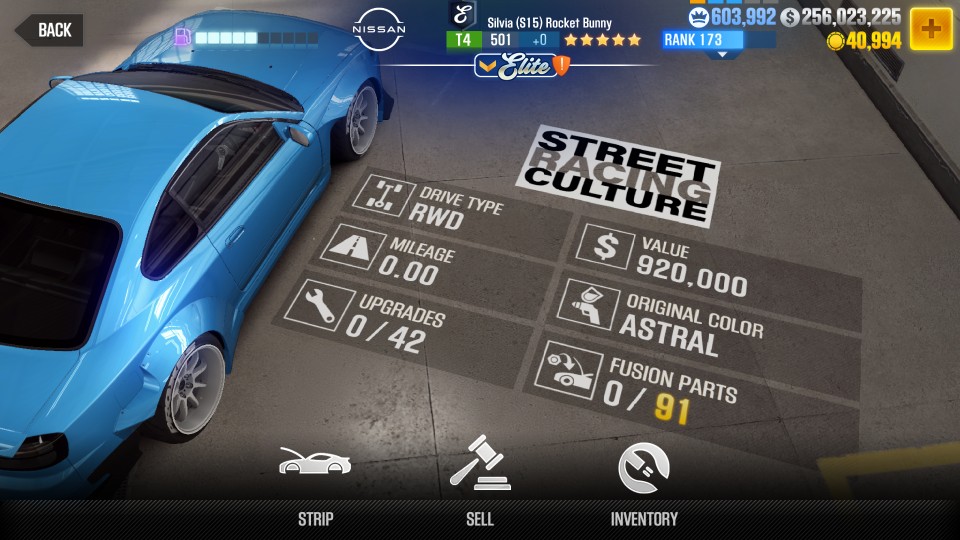 BACK
NISSAN
Silvia (S15) Rocket Bunny
T4 501 +0
Elite
603,992
$ 256,023,225
RANK 173
40,994
+
STREET
RACING
CULTURE
DRIVE TYPE
RWD
MILEAGE
0.00
UPGRADES
0 / 42
$ VALUE
920,000
ORIGINAL COLOR
ASTRAL
FUSION PARTS
0 / 91
STRIP
SELL
INVENTORY